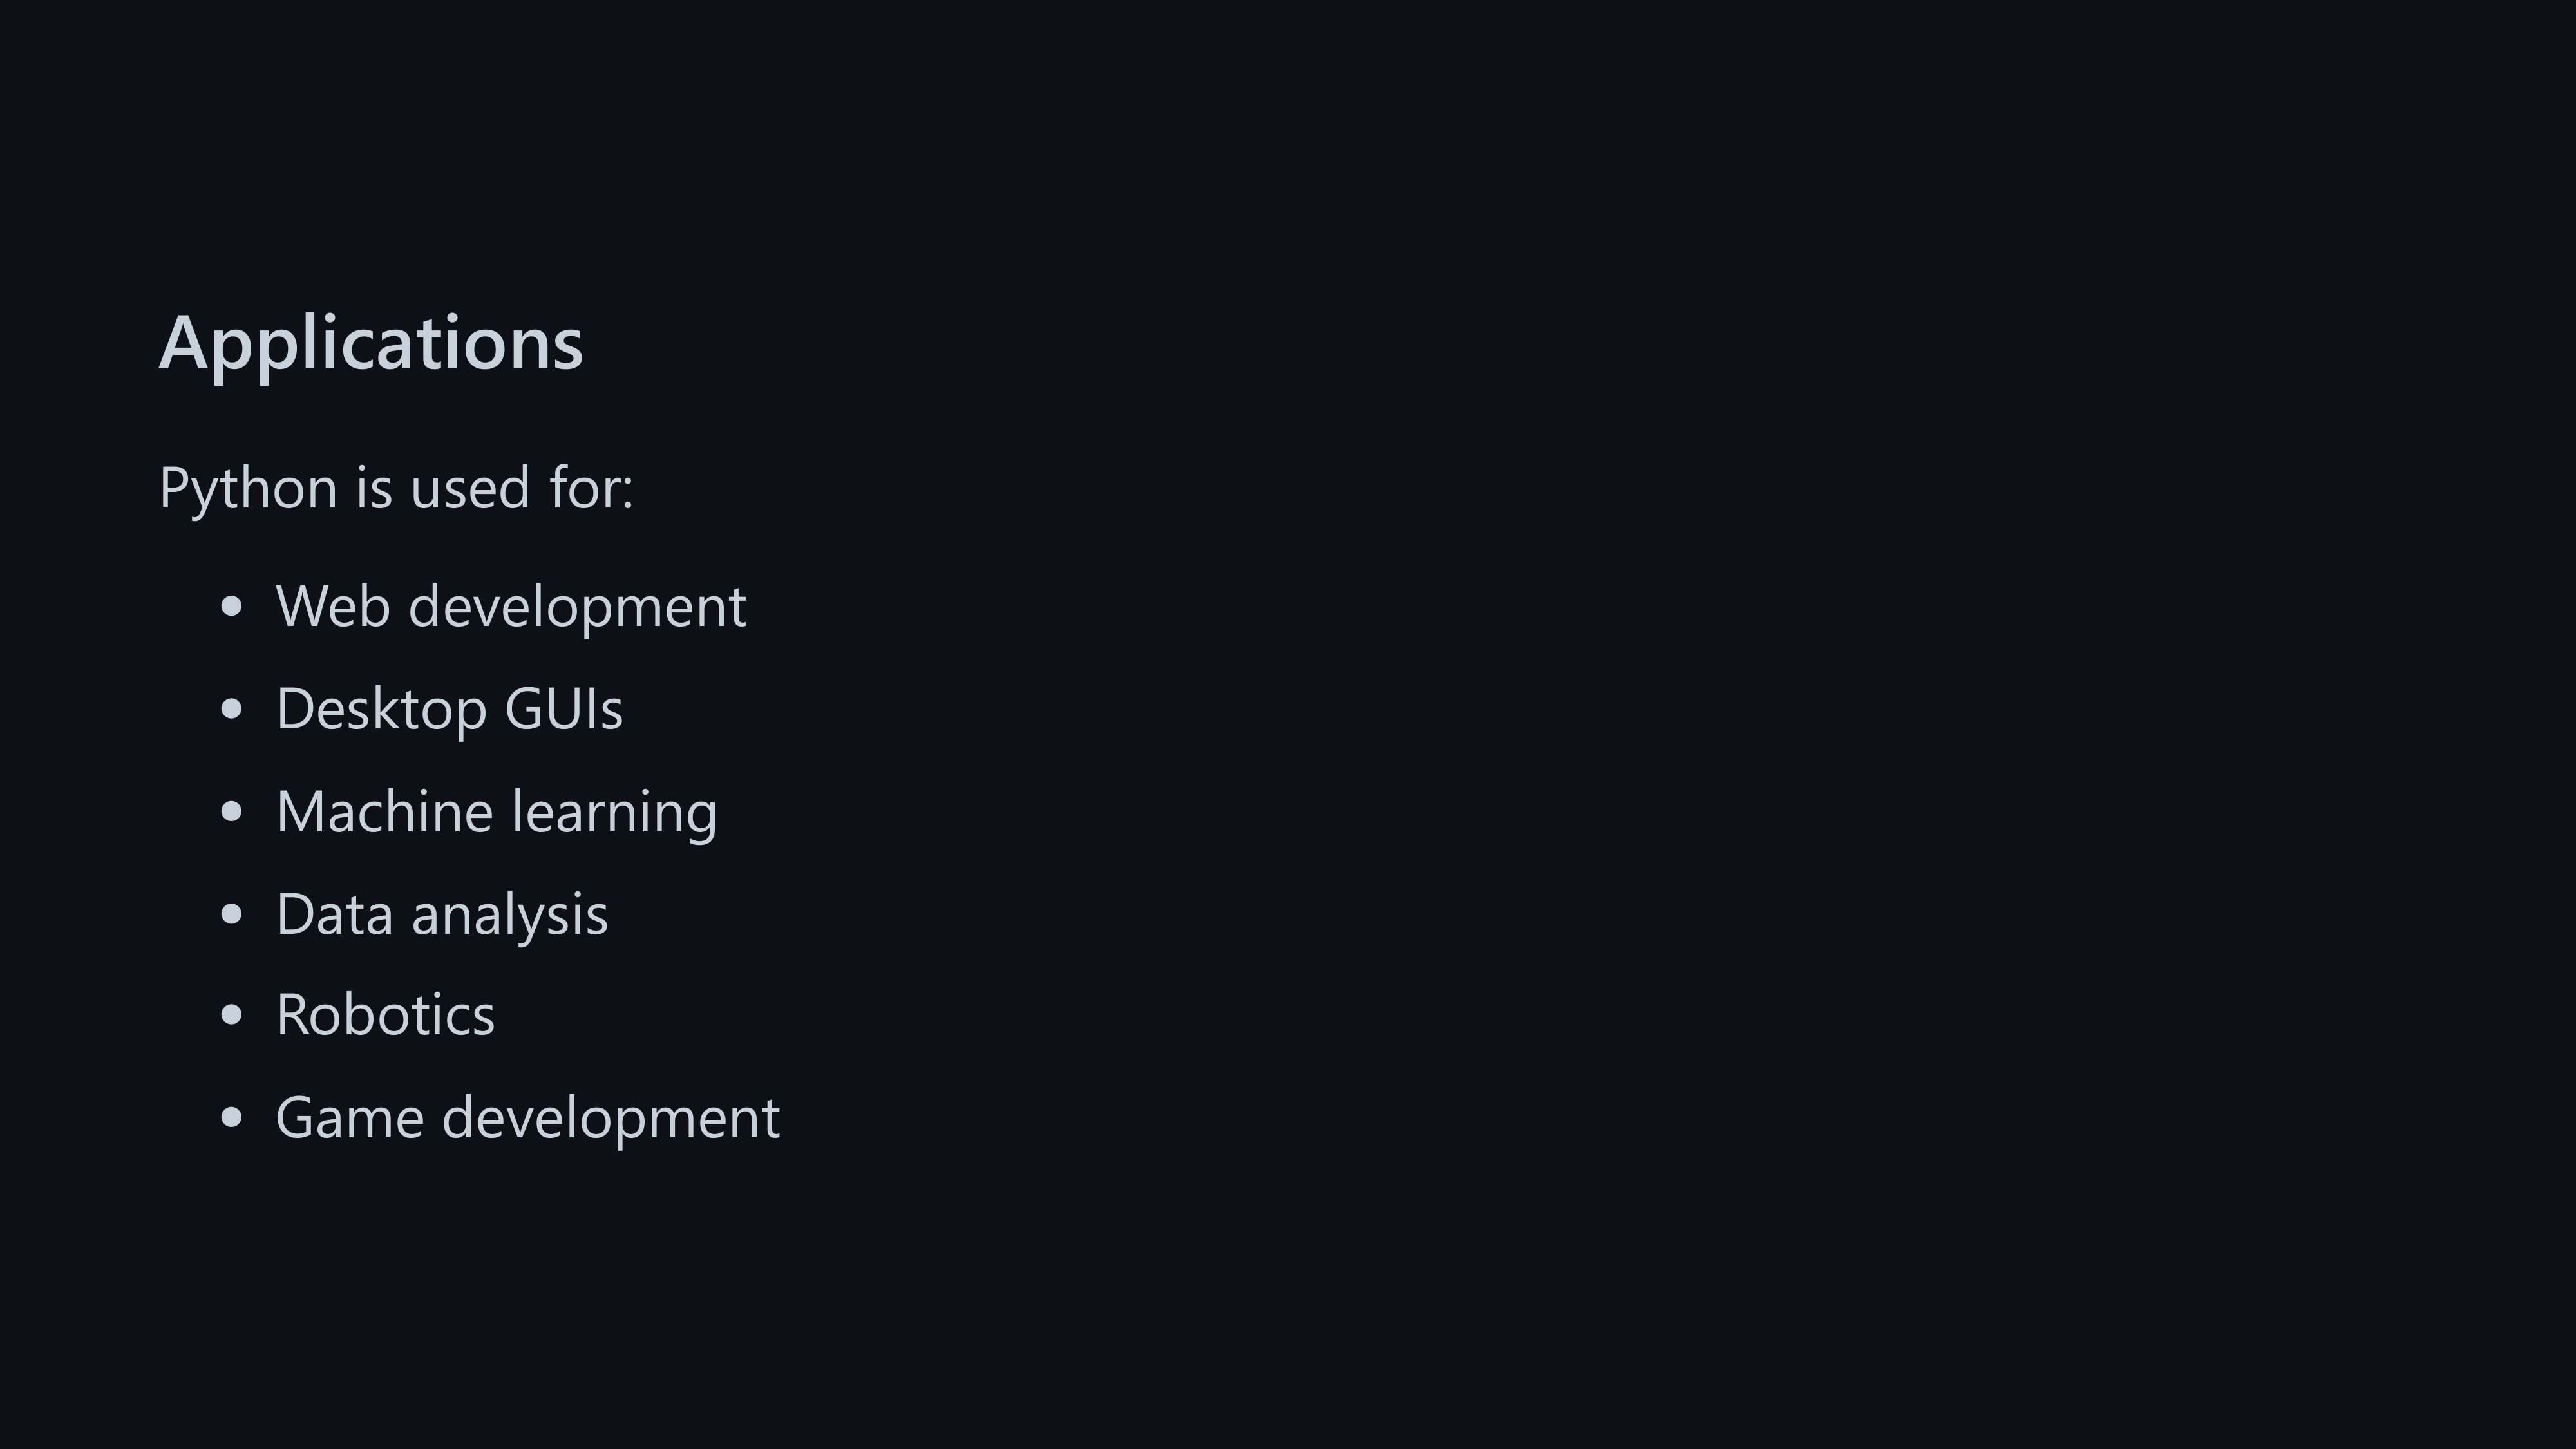 Applications
Python is used for:
• Web development
• Desktop GUIs
• Machine learning
• Data analysis
• Robotics
• Game development